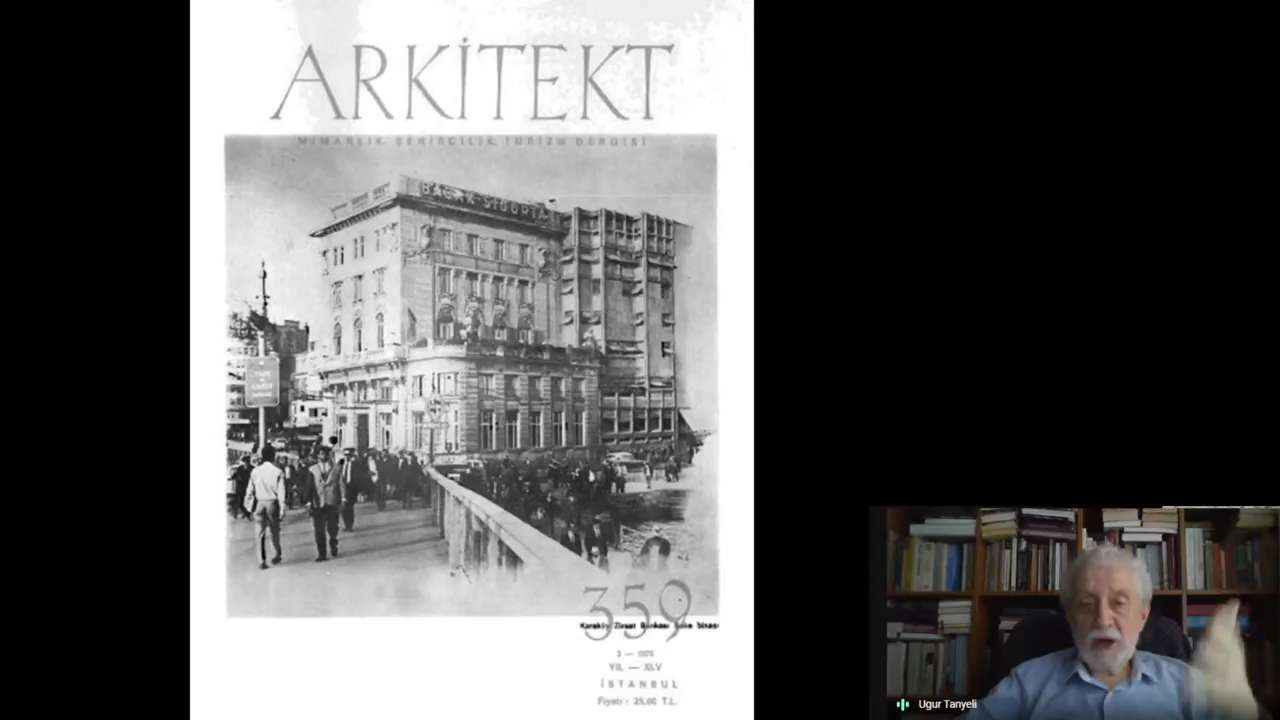 ARKİTEKT
MİMARLIK, ŞEHİRCİLİK, TURİZM DERGİSİ
BAŞAK SİGORTA
359
Karaköy Ziraat Bankası Şube binası
YIL — XLV
İSTANBUL
Fiyatı : 25,00 T.L.
Ugur Tanyeli